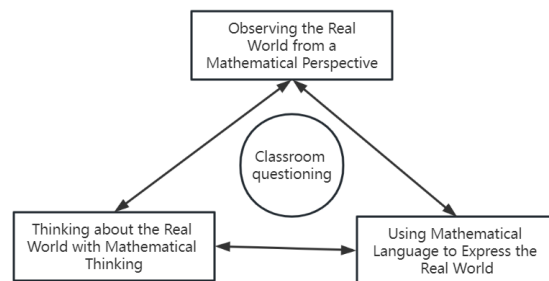 Observing the Real
World from a
Mathematical Perspective
Classroom
questioning
Thinking about the Real
World with Mathematical
Thinking
Using Mathematical
Language to Express the
Real World